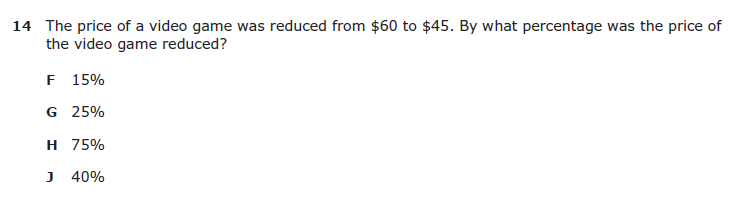 14 The price of a video game was reduced from $60 to $45. By what percentage was the price of
the video game reduced?
F 15%
G 25%
H 75%
J 40%